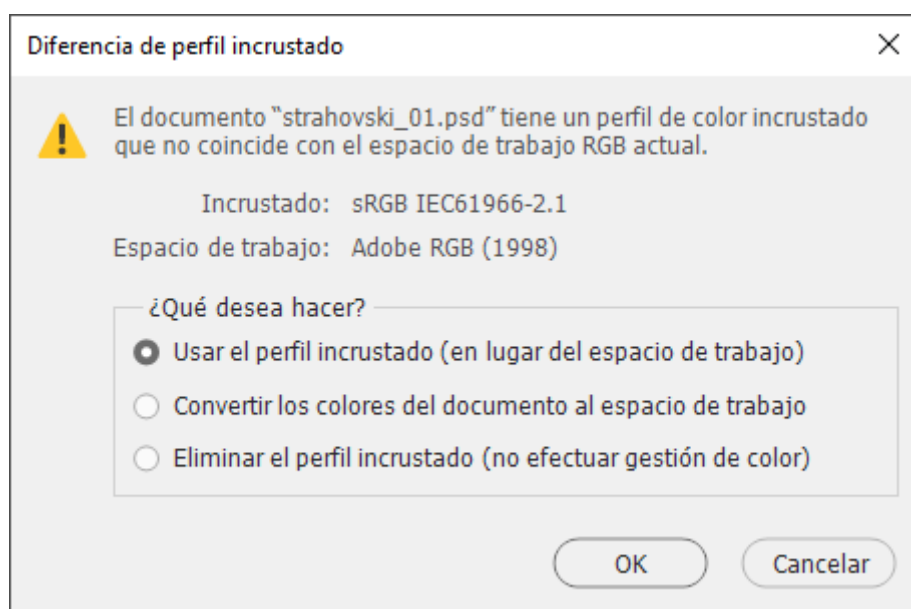 Diferencia de perfil incrustado
El documento “strahovski_01.psd” tiene un perfil de color incrustado
que no coincide con el espacio de trabajo RGB actual.
Incrustado: sRGB IEC61966-2.1
Espacio de trabajo: Adobe RGB (1998)
¿Qué desea hacer?
Usar el perfil incrustado (en lugar del espacio de trabajo)
Convertir los colores del documento al espacio de trabajo
Eliminar el perfil incrustado (no efectuar gestión de color)
OK Cancelar